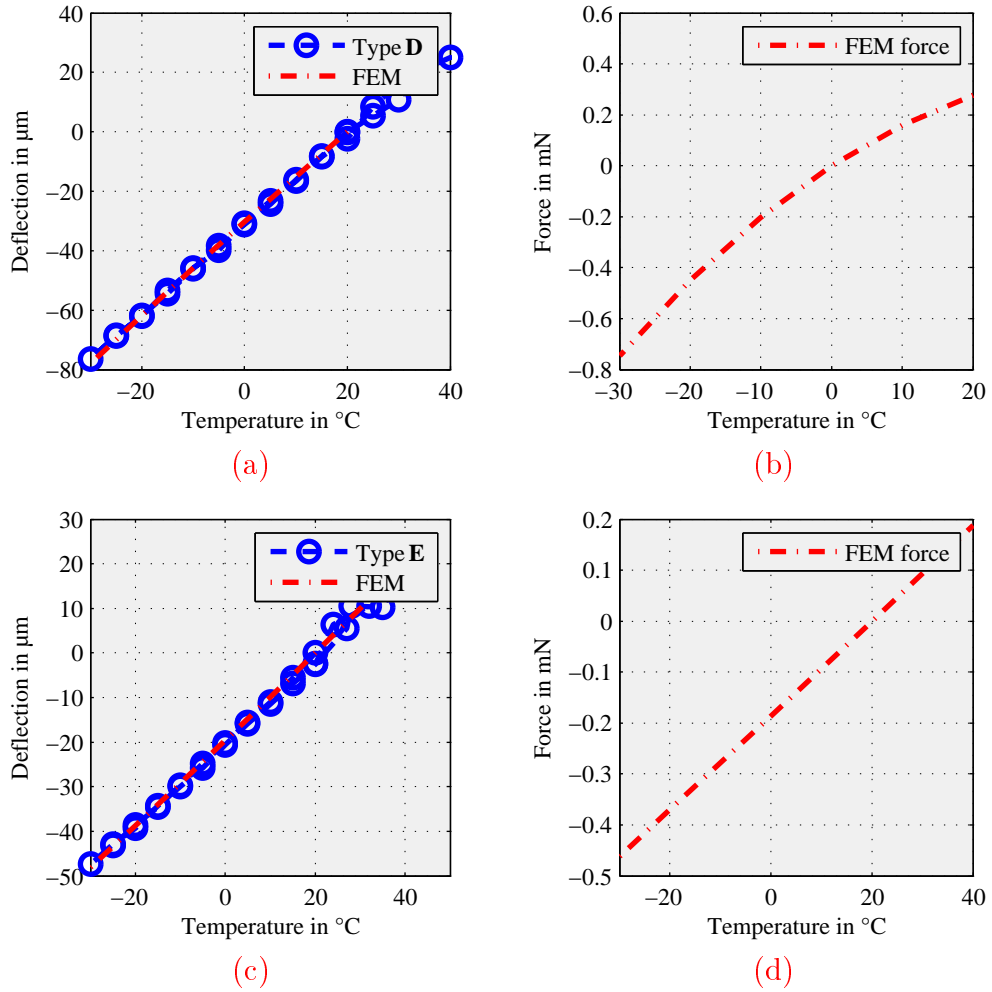 40
20
0
−20
−40
−60
−80
Deflection in µm
Type D
FEM
−20
0
20
40
Temperature in °C
(a)
0.6
0.4
0.2
0
−0.2
−0.4
−0.6
−0.8
Force in mN
FEM force
−30
−20
−10
0
10
20
Temperature in °C
(b)
30
20
10
0
−10
−20
−30
−40
−50
Deflection in µm
Type E
FEM
−20
0
20
40
Temperature in °C
(c)
0.2
0.1
0
−0.1
−0.2
−0.3
−0.4
−0.5
Force in mN
FEM force
−20
0
20
40
Temperature in °C
(d)